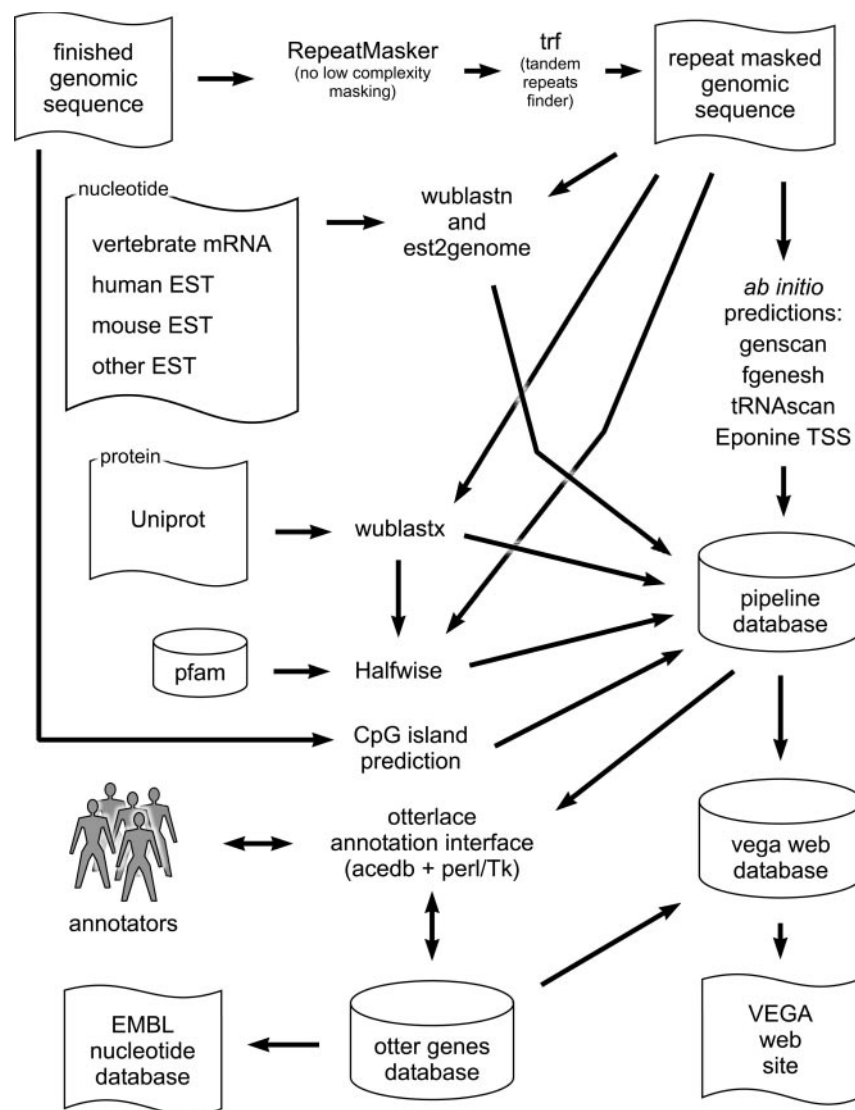 finished
genomic
sequence
RepeatMasker
(no low complexity
masking)
trf
(tandem
repeats
finder)
repeat masked
genomic
sequence
nucleotide
vertebrate mRNA
human EST
mouse EST
other EST
wublastn
and
est2genome
ab initio
predictions:
genscan
fgenesh
tRNAscan
Eponine TSS
protein
Uniprot
wublastx
pipeline
database
pfam
Halfwise
CpG island
prediction
otterlace
annotation interface
(acedb + perl/Tk)
annotators
vega web
database
EMBL
nucleotide
database
otter genes
database
VEGA
web
site